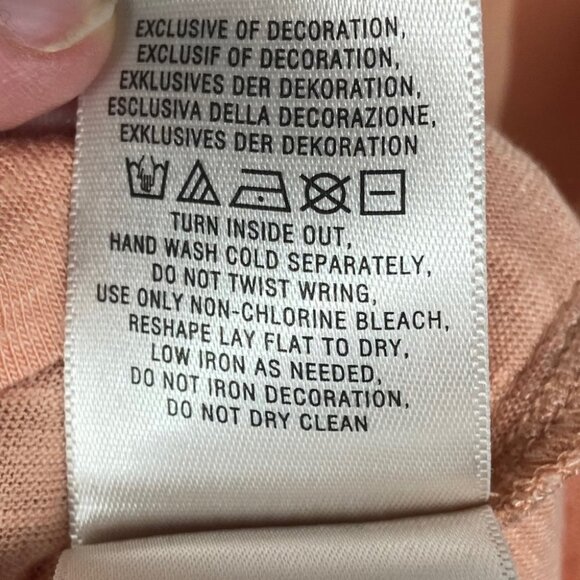 EXCLUSIVE OF DECORATION,
EXCLUSIF OF DECORATION,
EXKLUSIVES DER DEKORATION,
ESCLUSIVA DELLA DECORAZIONE,
EXKLUSIVES DER DEKORATION
TURN INSIDE OUT,
HAND WASH COLD SEPARATELY,
DO NOT TWIST WRING,
USE ONLY NON-CHLORINE BLEACH,
RESHAPE LAY FLAT TO DRY,
LOW IRON AS NEEDED,
DO NOT IRON DECORATION,
DO NOT DRY CLEAN